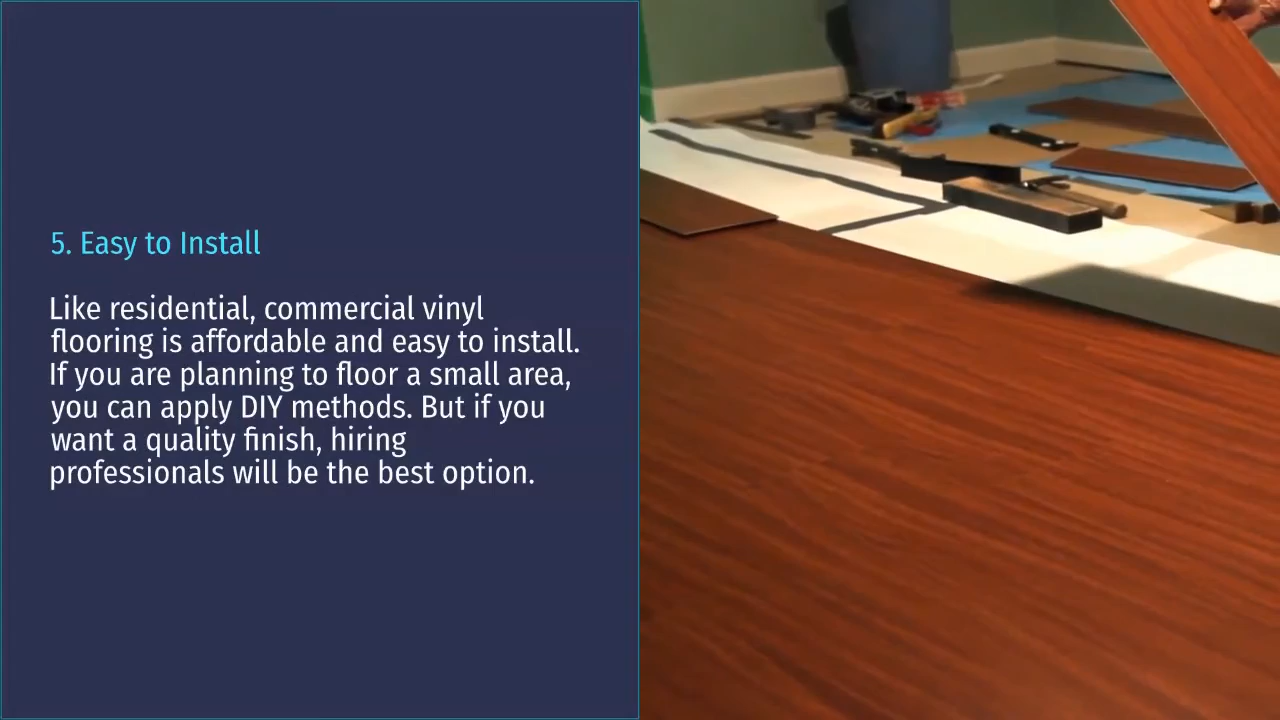 5. Easy to Install
Like residential, commercial vinyl
flooring is affordable and easy to install.
If you are planning to floor a small area,
you can apply DIY methods. But if you
want a quality finish, hiring
professionals will be the best option.